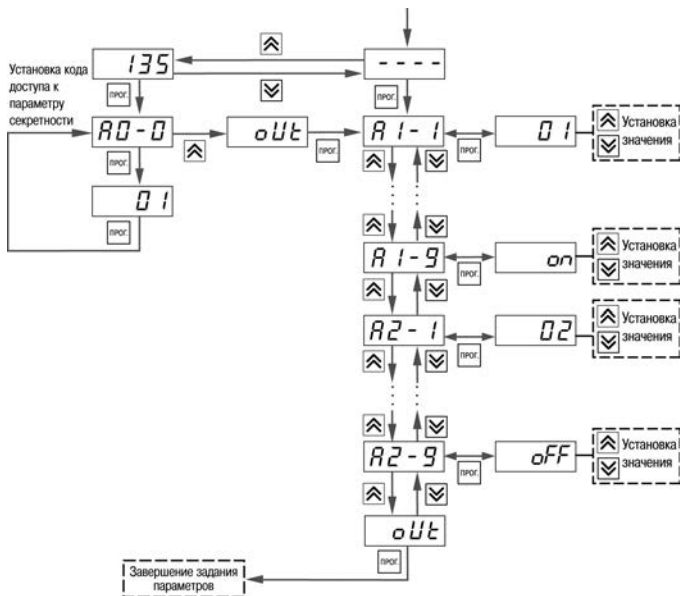 135
- - - -
Установка кода
доступа к
параметру
секретности
ПРОГ.
ПРОГ.
A0-0
oUt
A1-1
01
Установка
значения
ПРОГ.
ПРОГ.
ПРОГ.
01
ПРОГ.
A1-9
on
Установка
значения
ПРОГ.
A2-1
02
Установка
значения
ПРОГ.
A2-9
oFF
Установка
значения
ПРОГ.
oUt
ПРОГ.
Завершение задания
параметров